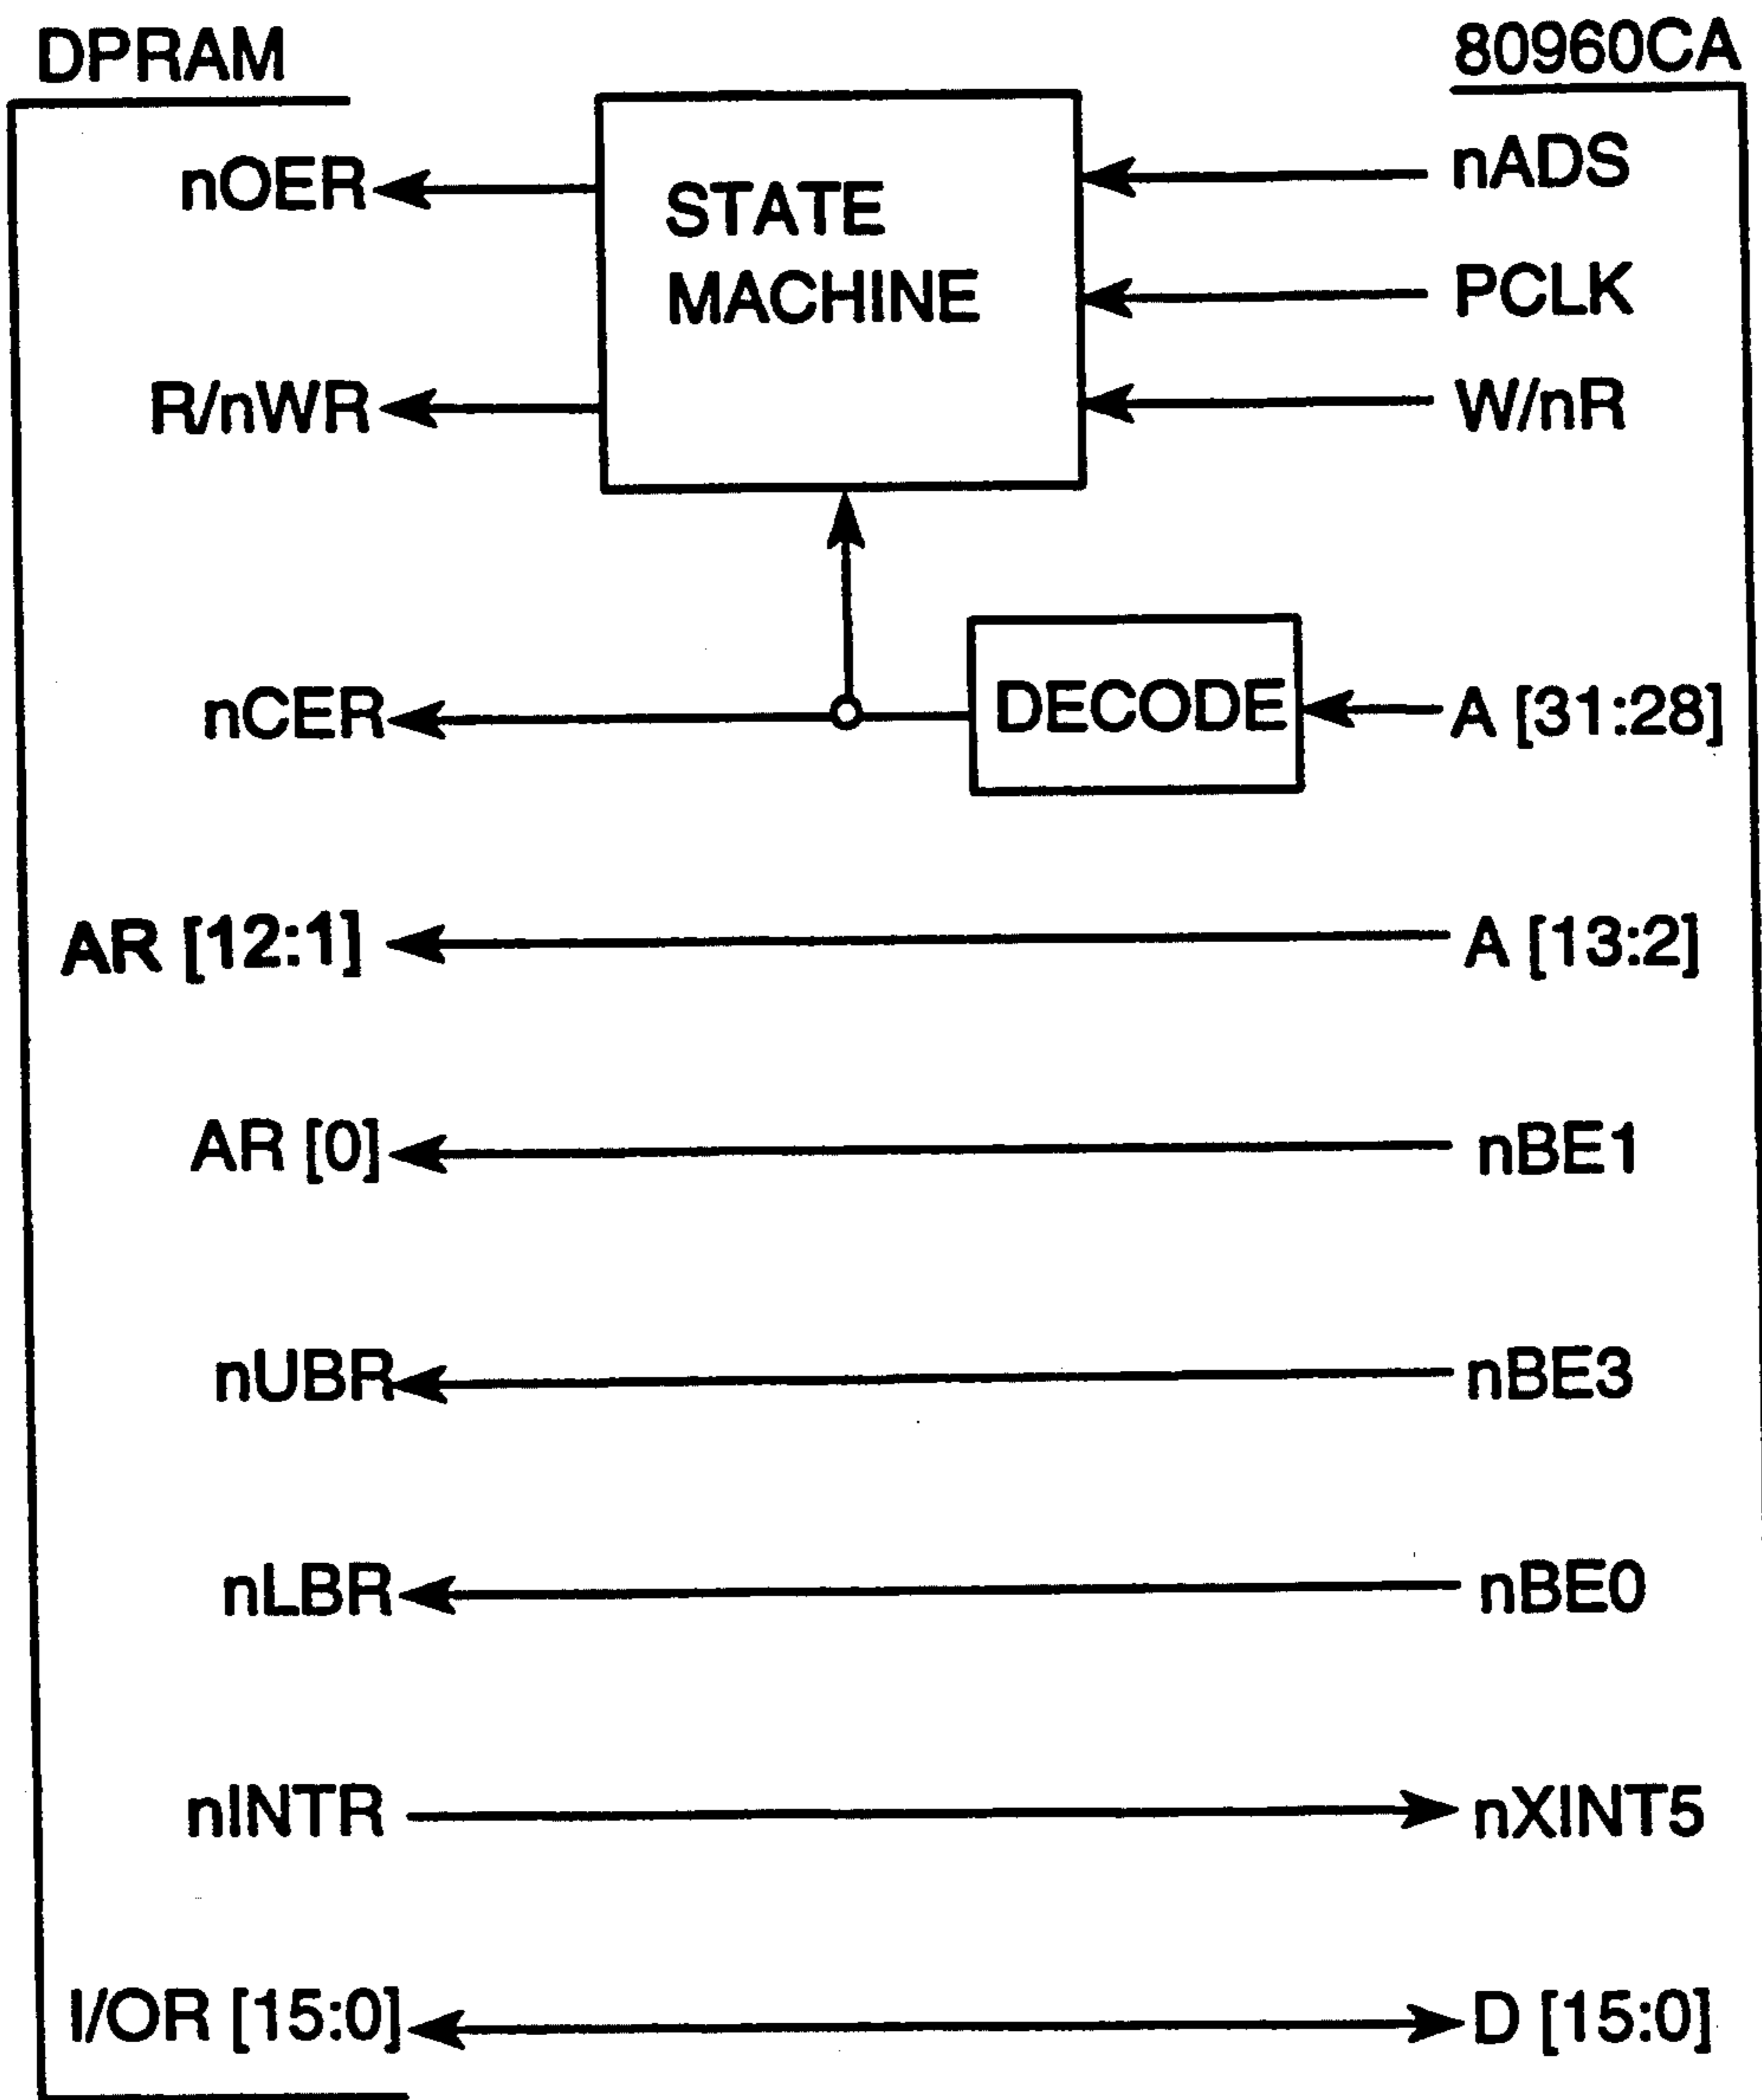 DPRAM 80960CA
nOER STATE MACHINE nADS
PCLK
R/nWR W/nR
nCER DECODE A [31:28]
AR [12:1] A [13:2]
AR [0] nBE1
nUBR nBE3
nLBR nBE0
nINTR nXINT5
I/OR [15:0] D [15:0]